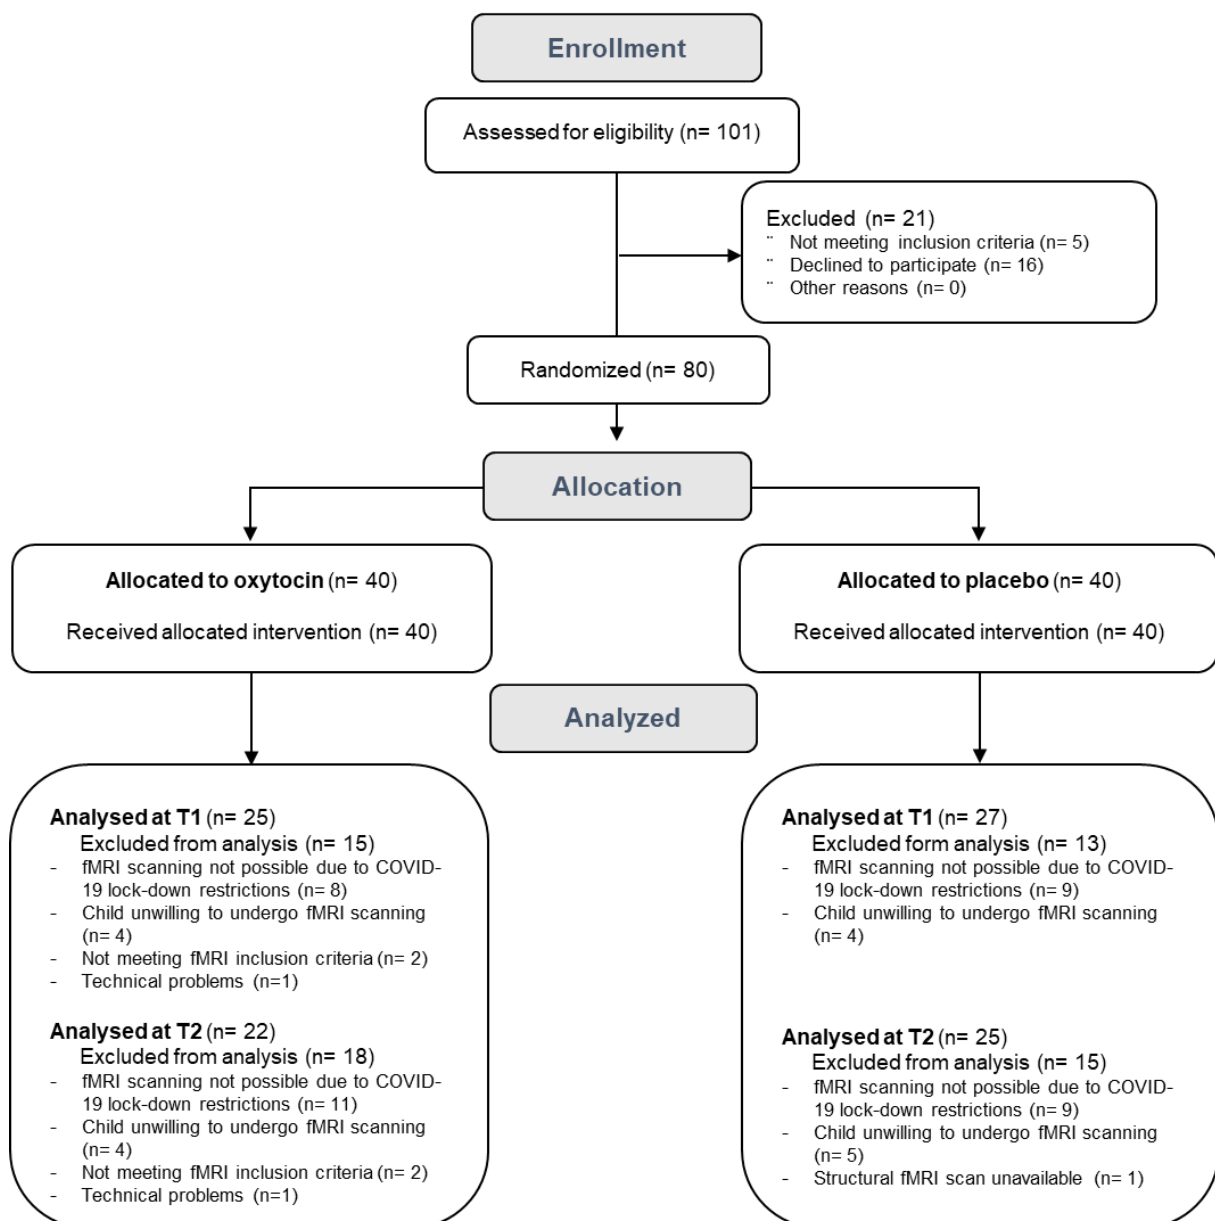 Enrollment
Assessed for eligibility (n= 101)
Excluded (n= 21)
¨ Not meeting inclusion criteria (n= 5)
¨ Declined to participate (n= 16)
¨ Other reasons (n= 0)
Randomized (n= 80)
Allocation
Allocated to oxytocin (n= 40)
Received allocated intervention (n= 40)
Allocated to placebo (n= 40)
Received allocated intervention (n= 40)
Analyzed
Analysed at T1 (n= 25)
Excluded from analysis (n= 15)
- fMRI scanning not possible due to COVID-
19 lock-down restrictions (n= 8)
- Child unwilling to undergo fMRI scanning
(n= 4)
- Not meeting fMRI inclusion criteria (n= 2)
- Technical problems (n=1)
Analysed at T2 (n= 22)
Excluded from analysis (n= 18)
- fMRI scanning not possible due to COVID-
19 lock-down restrictions (n= 11)
- Child unwilling to undergo fMRI scanning
(n= 4)
- Not meeting fMRI inclusion criteria (n= 2)
- Technical problems (n=1)
Analysed at T1 (n= 27)
Excluded form analysis (n= 13)
- fMRI scanning not possible due to COVID-
19 lock-down restrictions (n= 9)
- Child unwilling to undergo fMRI scanning
(n= 4)
Analysed at T2 (n= 25)
Excluded from analysis (n= 15)
- fMRI scanning not possible due to COVID-
19 lock-down restrictions (n= 9)
- Child unwilling to undergo fMRI scanning
(n= 5)
- Structural fMRI scan unavailable (n= 1)